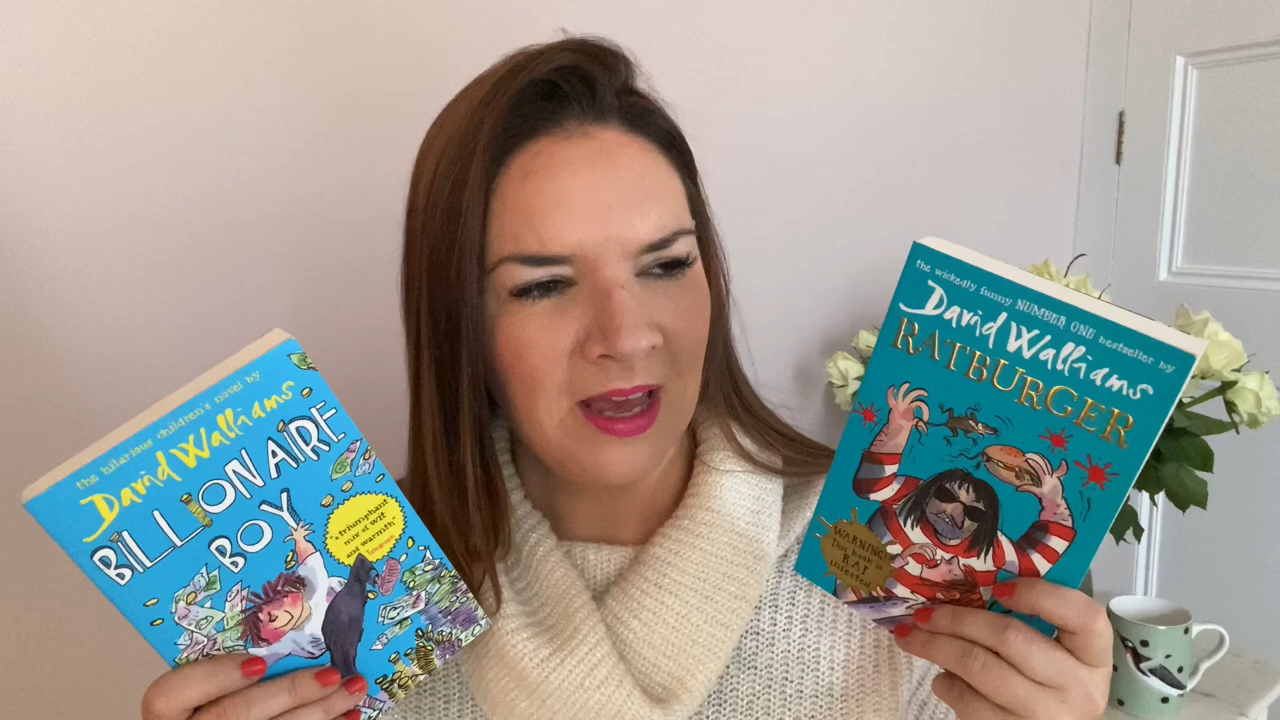 the hilarious children's novel by
David Walliams
BILLIONAIRE
BOY
"a triumphant
mix of wit
and warmth"
Telegraph
the wickedly funny NUMBER ONE bestseller by
David Walliams
RATBURGER
WARNING!
This book is
RAT
infested